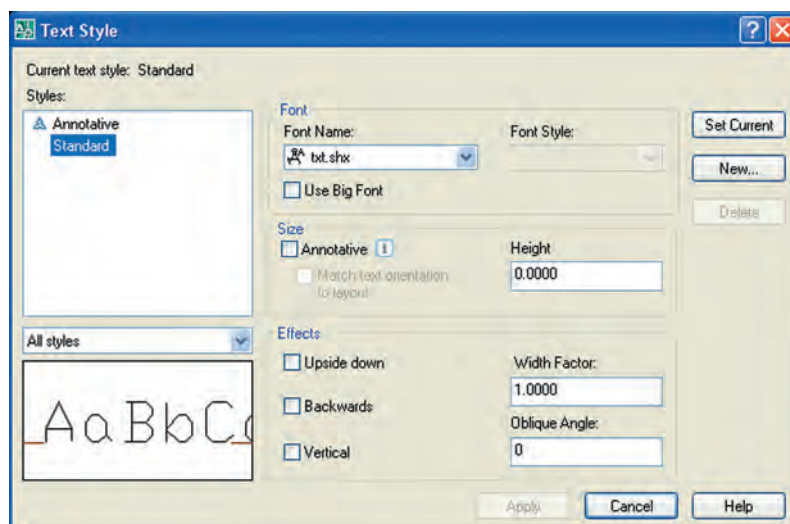 Text Style
Current text style: Standard
Styles:
Annotative
Standard
All styles
AaBbC
Font
Font Name:
txt.shx
Use Big Font
Font Style:
Size
Annotative
Match text orientation
to layout
Height
0.0000
Effects
Upside down
Backwards
Vertical
Width Factor:
1.0000
Oblique Angle:
0
Set Current
New...
Delete
Apply
Cancel
Help